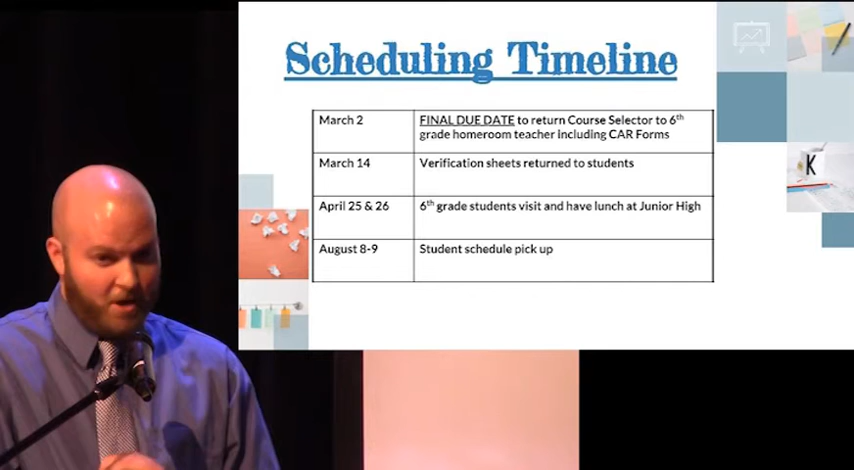 Scheduling Timeline
March 2
FINAL DUE DATE to return Course Selector to 6th
grade homeroom teacher including CAR Forms
March 14
Verification sheets returned to students
April 25 & 26
6th grade students visit and have lunch at Junior High
August 8-9
Student schedule pick up
K